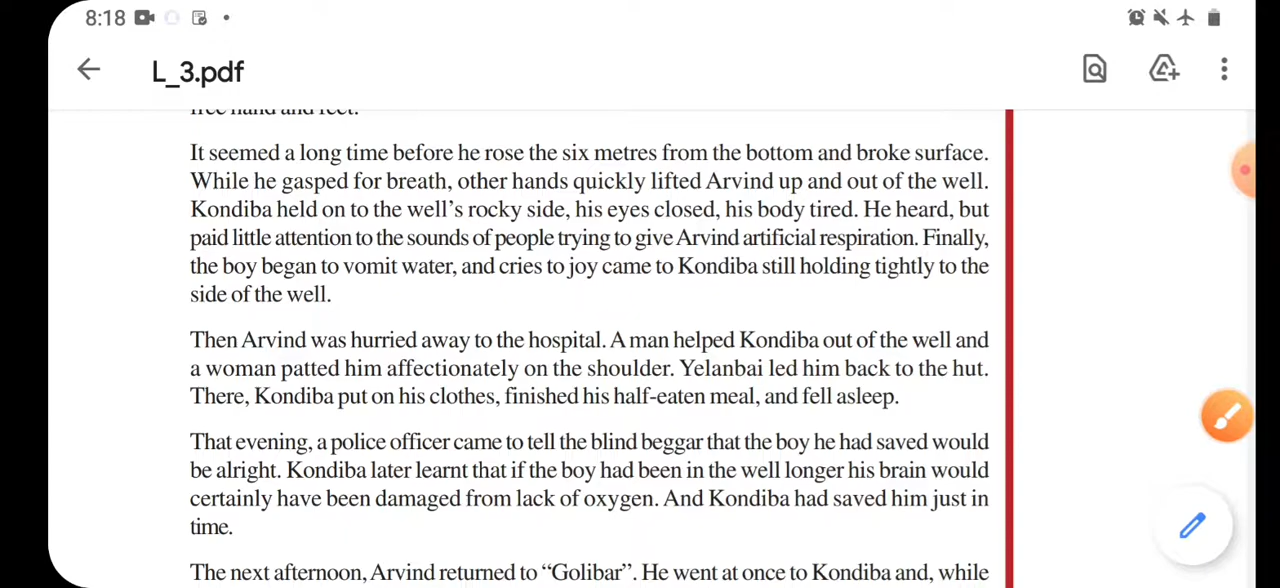 8:18
L_3.pdf
free hand and feet.
It seemed a long time before he rose the six metres from the bottom and broke surface.
While he gasped for breath, other hands quickly lifted Arvind up and out of the well.
Kondiba held on to the well's rocky side, his eyes closed, his body tired. He heard, but
paid little attention to the sounds of people trying to give Arvind artificial respiration. Finally,
the boy began to vomit water, and cries to joy came to Kondiba still holding tightly to the
side of the well.
Then Arvind was hurried away to the hospital. A man helped Kondiba out of the well and
a woman patted him affectionately on the shoulder. Yelanbai led him back to the hut.
There, Kondiba put on his clothes, finished his half-eaten meal, and fell asleep.
That evening, a police officer came to tell the blind beggar that the boy he had saved would
be alright. Kondiba later learnt that if the boy had been in the well longer his brain would
certainly have been damaged from lack of oxygen. And Kondiba had saved him just in
time.
The next afternoon, Arvind returned to “Golibar”. He went at once to Kondiba and, while